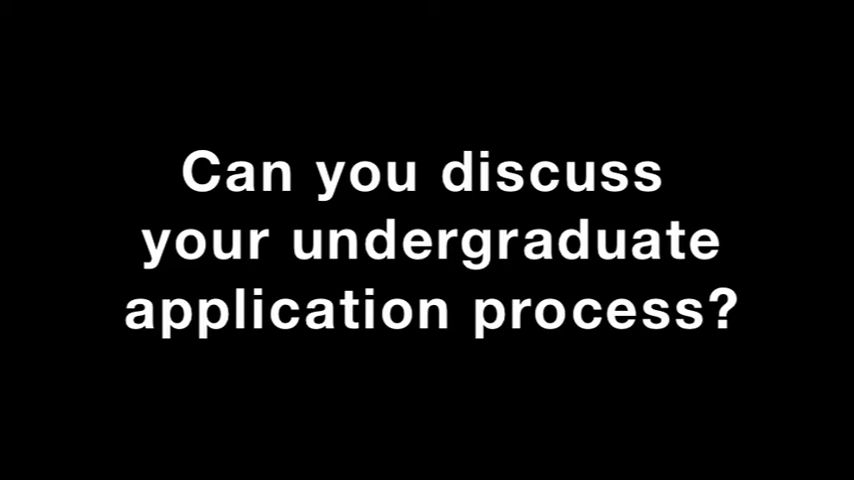 Can you discuss
your undergraduate
application process?